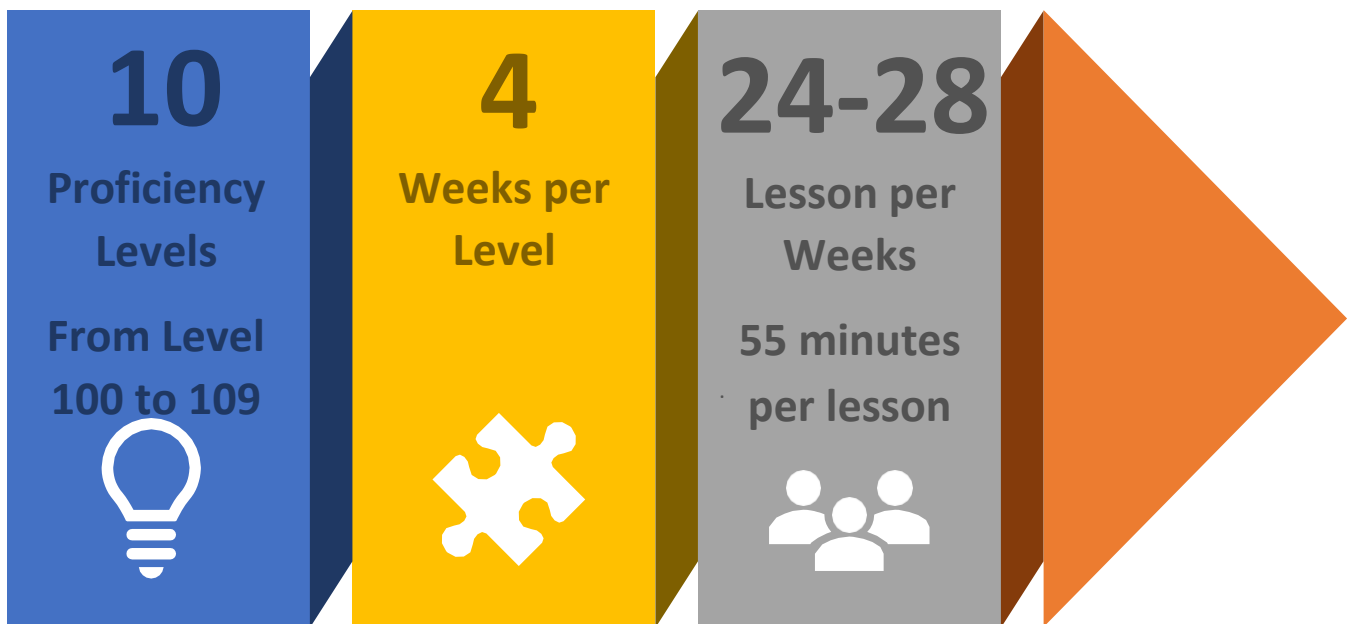 10
Proficiency
Levels
From Level
100 to 109
4
Weeks per
Level
24-28
Lesson per
Weeks
55 minutes
per lesson